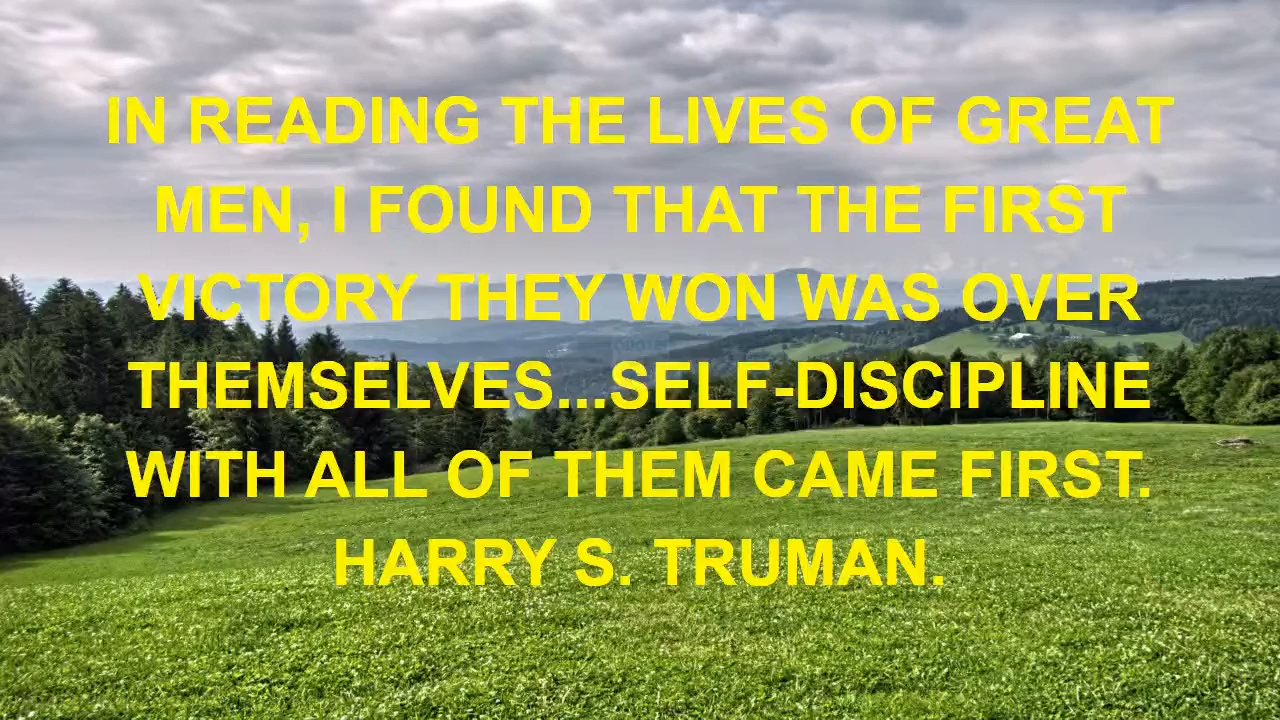 IN READING THE LIVES OF GREAT
MEN, I FOUND THAT THE FIRST
VICTORY THEY WON WAS OVER
THEMSELVES...SELF-DISCIPLINE
WITH ALL OF THEM CAME FIRST.
HARRY S. TRUMAN.